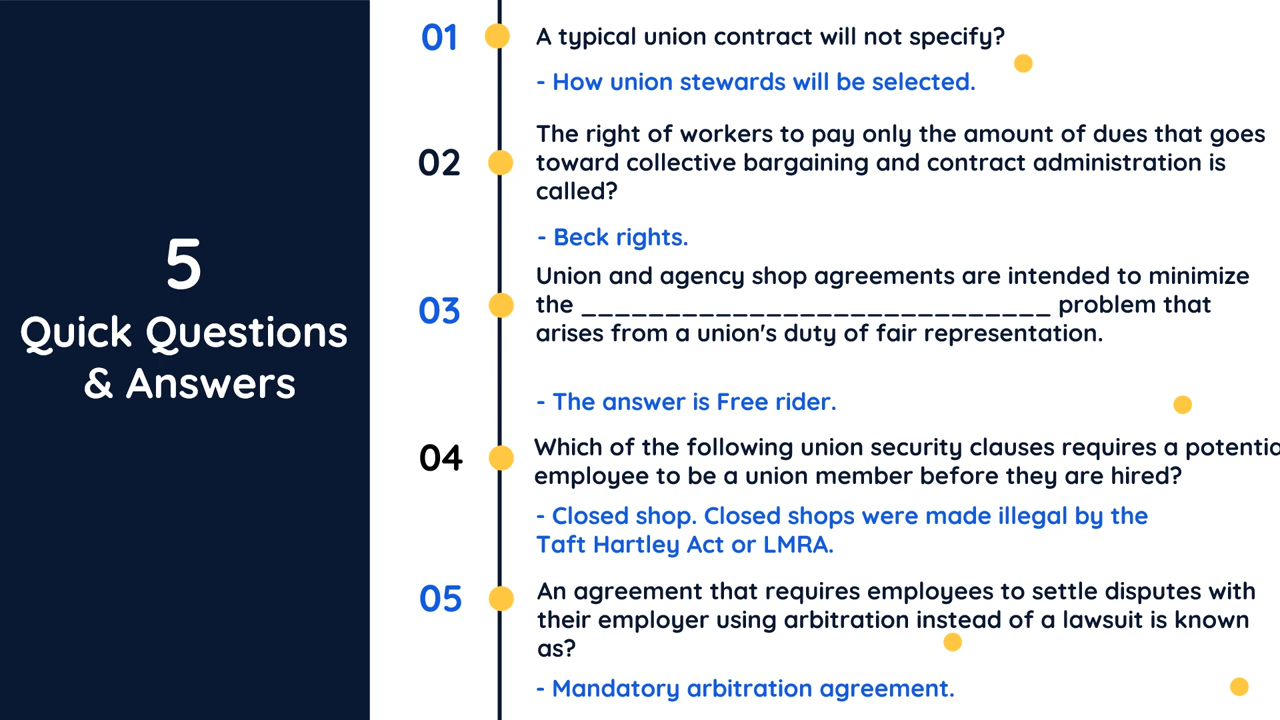 5
Quick Questions
& Answers
01
A typical union contract will not specify?
- How union stewards will be selected.
02
The right of workers to pay only the amount of dues that goes
toward collective bargaining and contract administration is
called?
- Beck rights.
03
Union and agency shop agreements are intended to minimize
the ____________________________ problem that
arises from a union's duty of fair representation.
- The answer is Free rider.
04
Which of the following union security clauses requires a potentia
employee to be a union member before they are hired?
- Closed shop. Closed shops were made illegal by the
Taft Hartley Act or LMRA.
05
An agreement that requires employees to settle disputes with
their employer using arbitration instead of a lawsuit is known
as?
- Mandatory arbitration agreement.